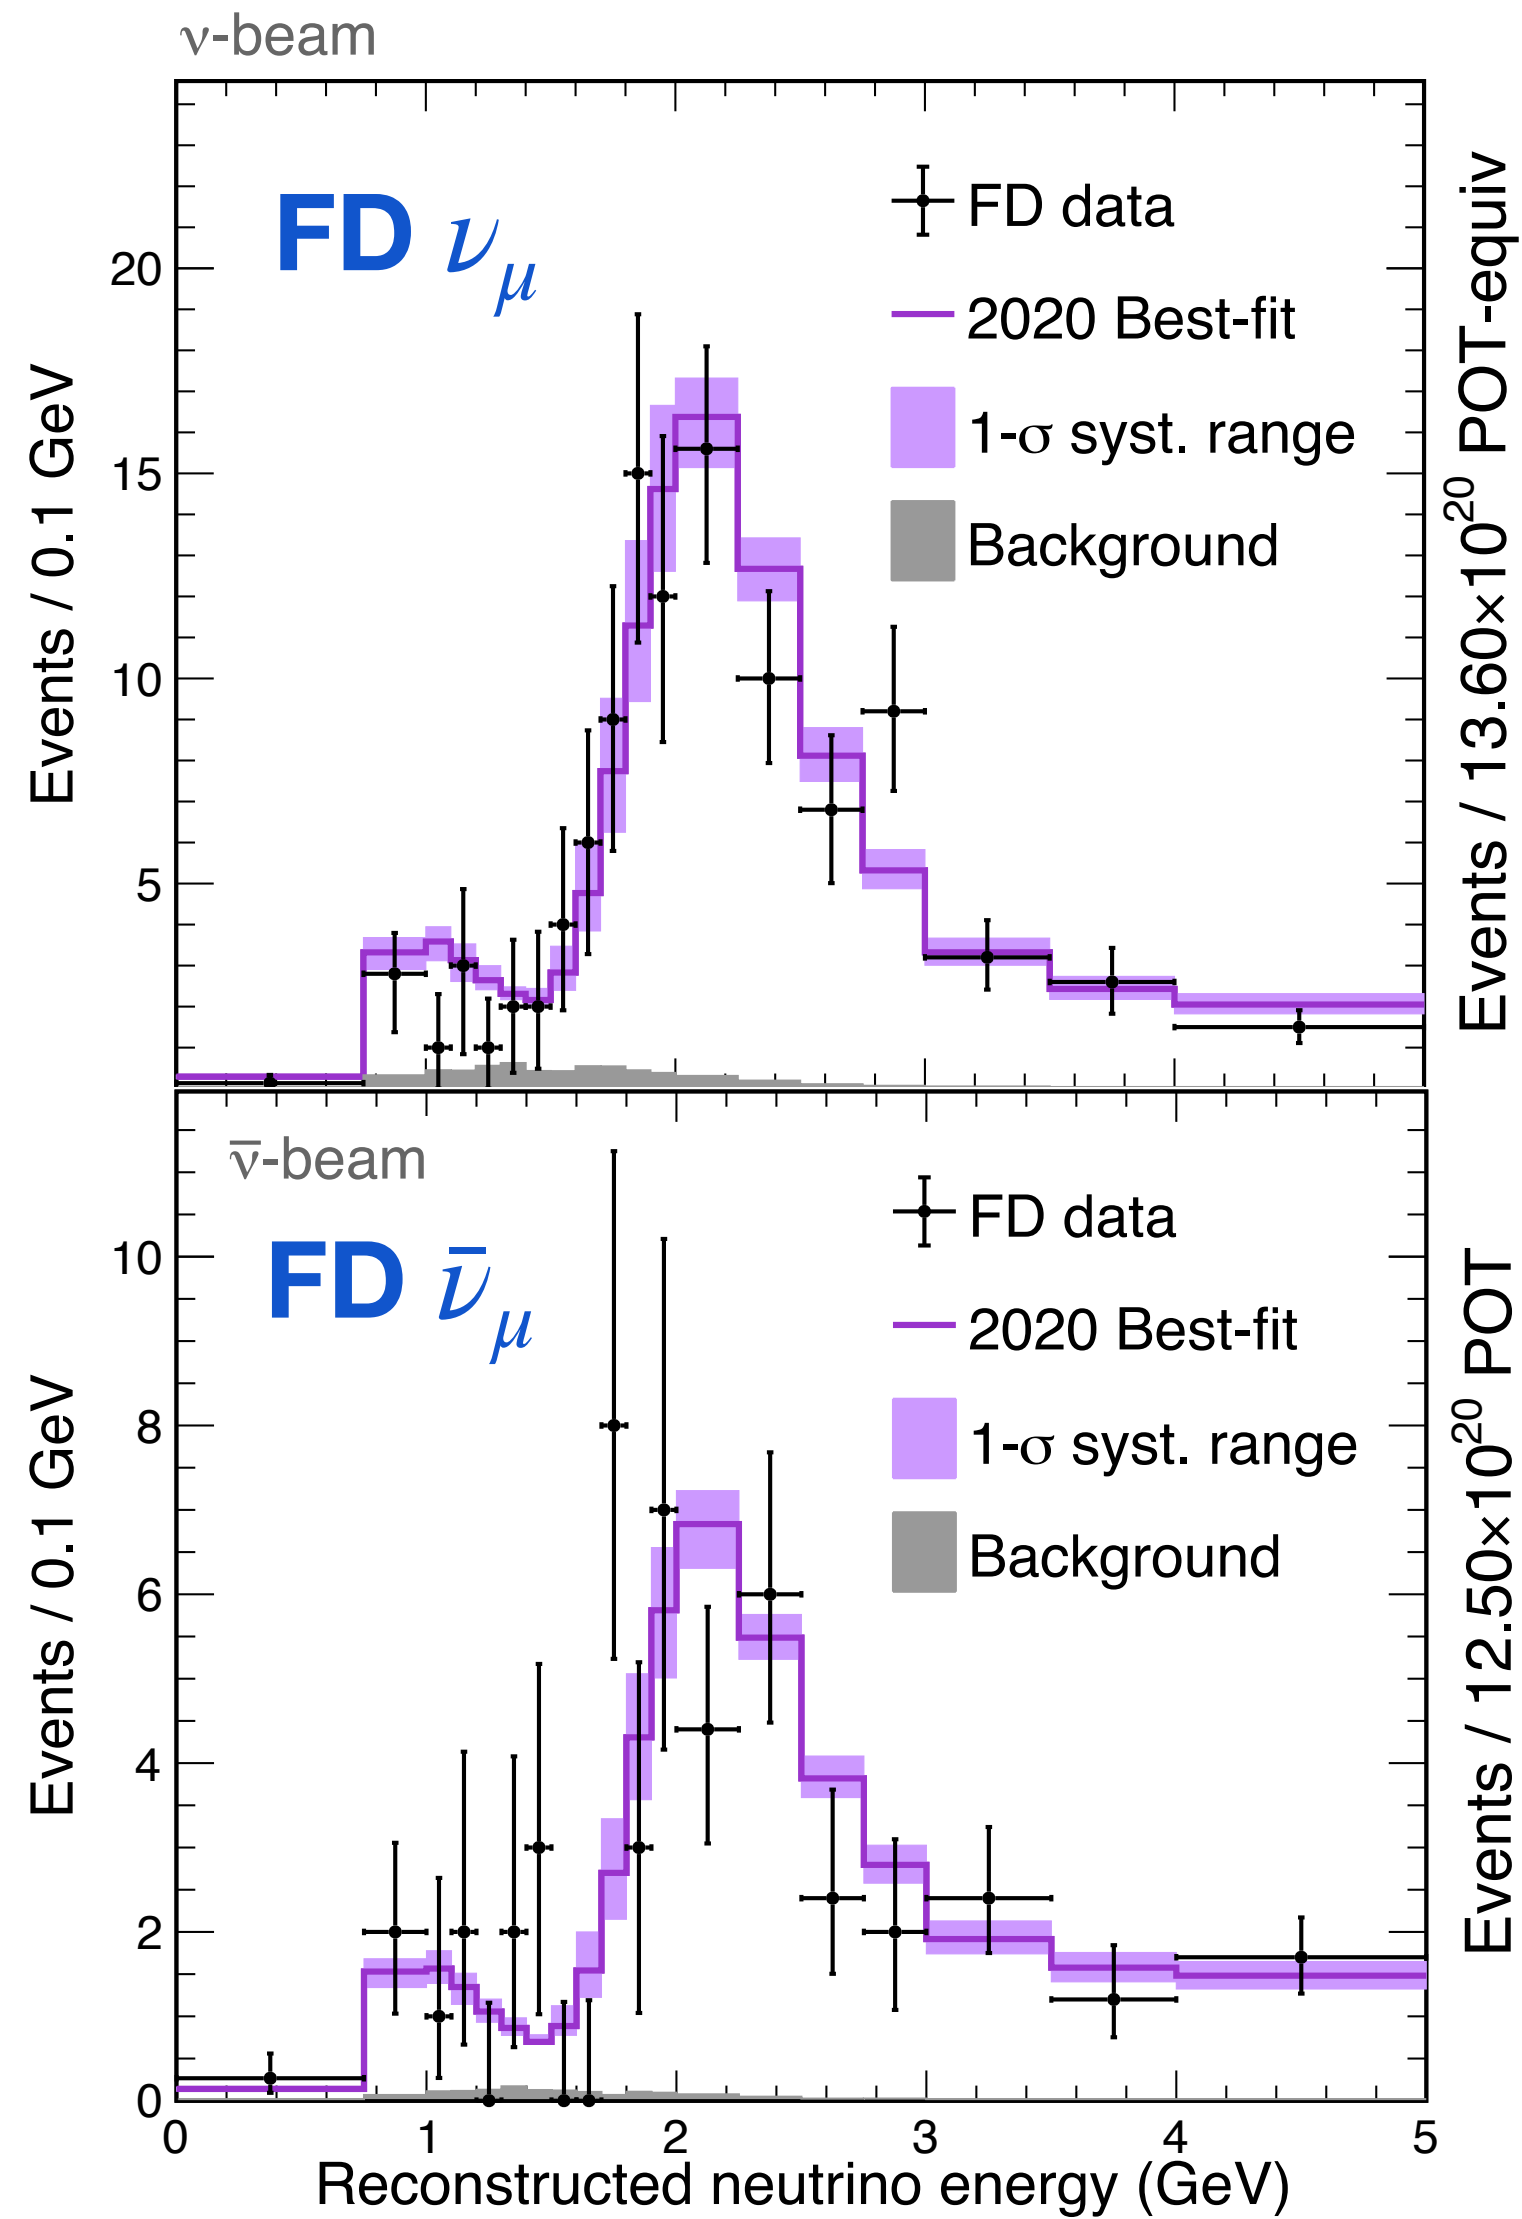 ν-beam
FD ν_μ
FD data
2020 Best-fit
1-σ syst. range
Background
20
15
10
5
Events / 0.1 GeV
Events / 13.60×10²⁰ POT-equiv
ν̅-beam
FD ν̅_μ
FD data
2020 Best-fit
1-σ syst. range
Background
10
8
6
4
2
0
Events / 0.1 GeV
Events / 12.50×10²⁰ POT
0 1 2 3 4 5
Reconstructed neutrino energy (GeV)